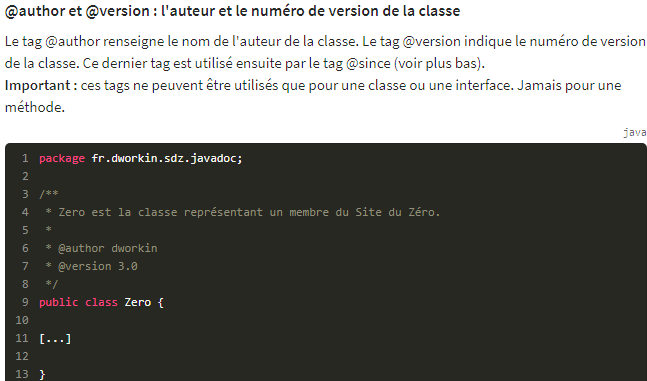 @author et @version : l'auteur et le numéro de version de la classe
Le tag @author renseigne le nom de l'auteur de la classe. Le tag @version indique le numéro de version
de la classe. Ce dernier tag est utilisé ensuite par le tag @since (voir plus bas).
Important : ces tags ne peuvent être utilisés que pour une classe ou une interface. Jamais pour une
méthode.
java
1 package fr.dworkin.sdz.javadoc;
2
3 /**
4  * Zero est la classe représentant un membre du Site du Zéro.
5  *
6  * @author dworkin
7  * @version 3.0
8  */
9 public class Zero {
10
11 [...]
12
13 }